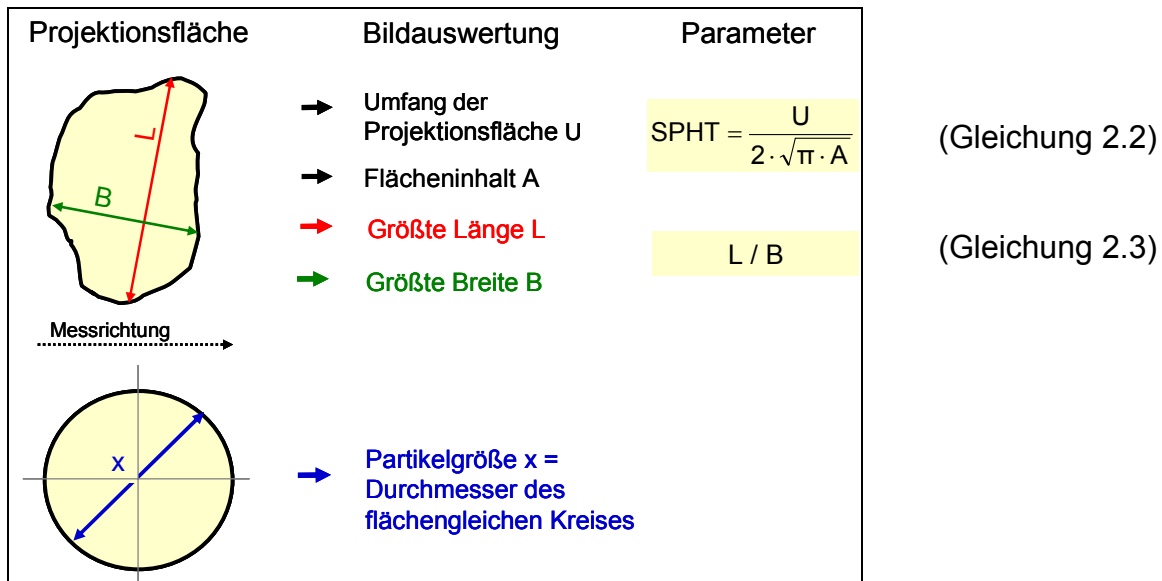 Projektionsfläche Bildauswertung Parameter
L
B
Umfang der
Projektionsfläche U
SPHT = U / (2 · √(π · A))
(Gleichung 2.2)
Flächeninhalt A
Größte Länge L
Größte Breite B
L / B
(Gleichung 2.3)
Messrichtung
x
Partikelgröße x =
Durchmesser des
flächengleichen Kreises